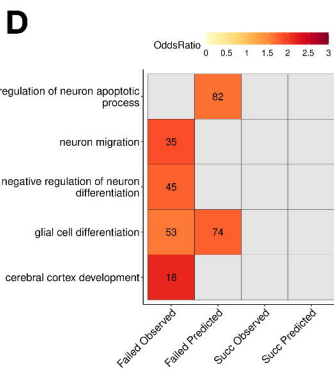 D
OddsRatio
0 0.5 1 1.5 2 2.5 3
regulation of neuron apoptotic
process
82
neuron migration
35
negative regulation of neuron
differentiation
45
glial cell differentiation
53 74
cerebral cortex development
18
Failed Observed
Failed Predicted
Succ Observed
Succ Predicted